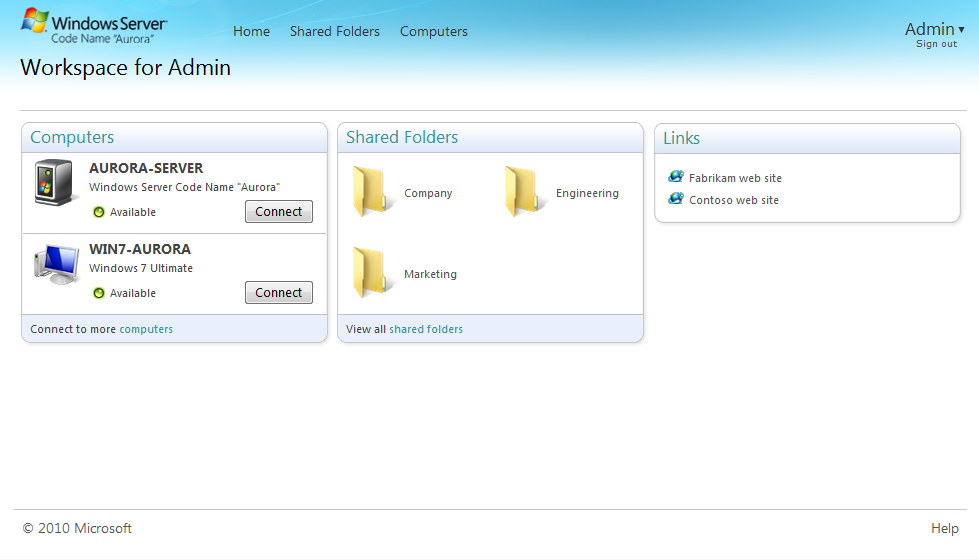 Windows Server
Code Name "Aurora"
Home Shared Folders Computers
Admin
Sign out
Workspace for Admin
Computers
AURORA-SERVER
Windows Server Code Name "Aurora"
Available
Connect
WIN7-AURORA
Windows 7 Ultimate
Available
Connect
Connect to more computers
Shared Folders
Company
Engineering
Marketing
View all shared folders
Links
Fabrikam web site
Contoso web site
© 2010 Microsoft
Help